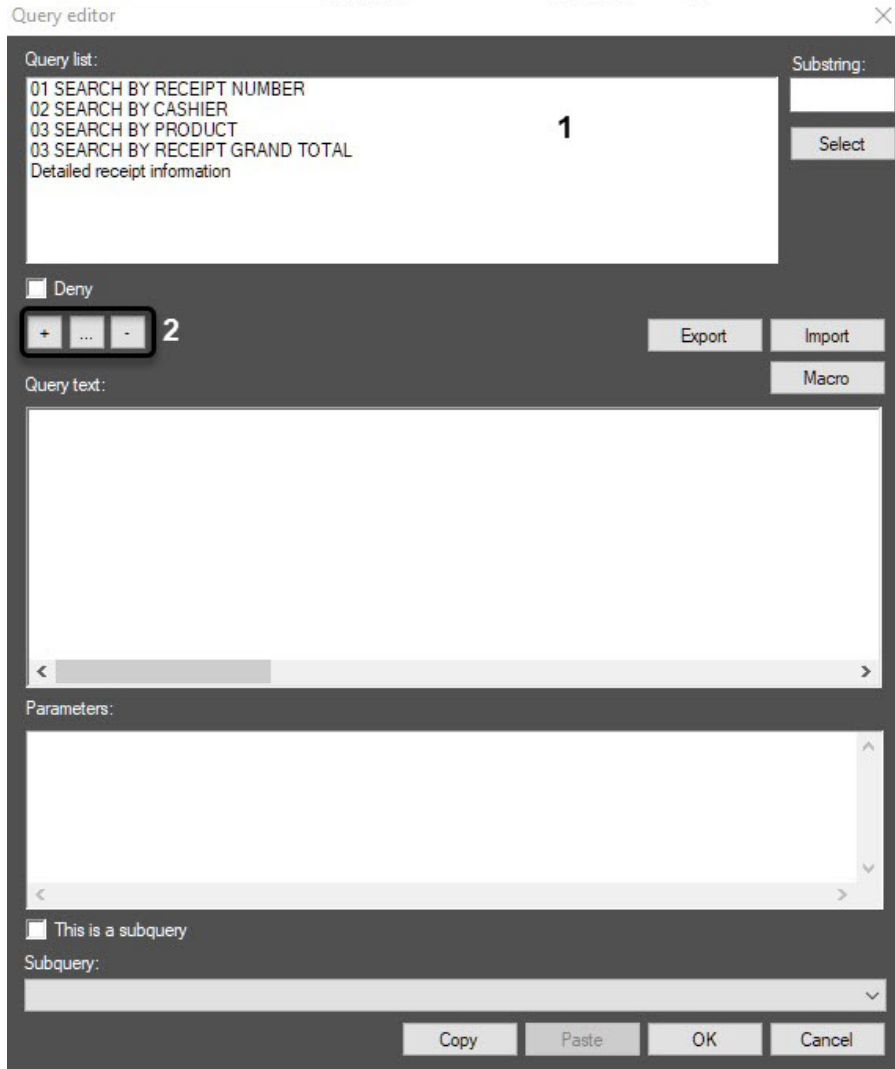 Query editor
Query list:
Substring:
01 SEARCH BY RECEIPT NUMBER
02 SEARCH BY CASHIER
03 SEARCH BY PRODUCT
03 SEARCH BY RECEIPT GRAND TOTAL
Detailed receipt information
1
Select
Deny
+ ... -
2
Export Import
Macro
Query text:
Parameters:
This is a subquery
Subquery:
Copy Paste OK Cancel